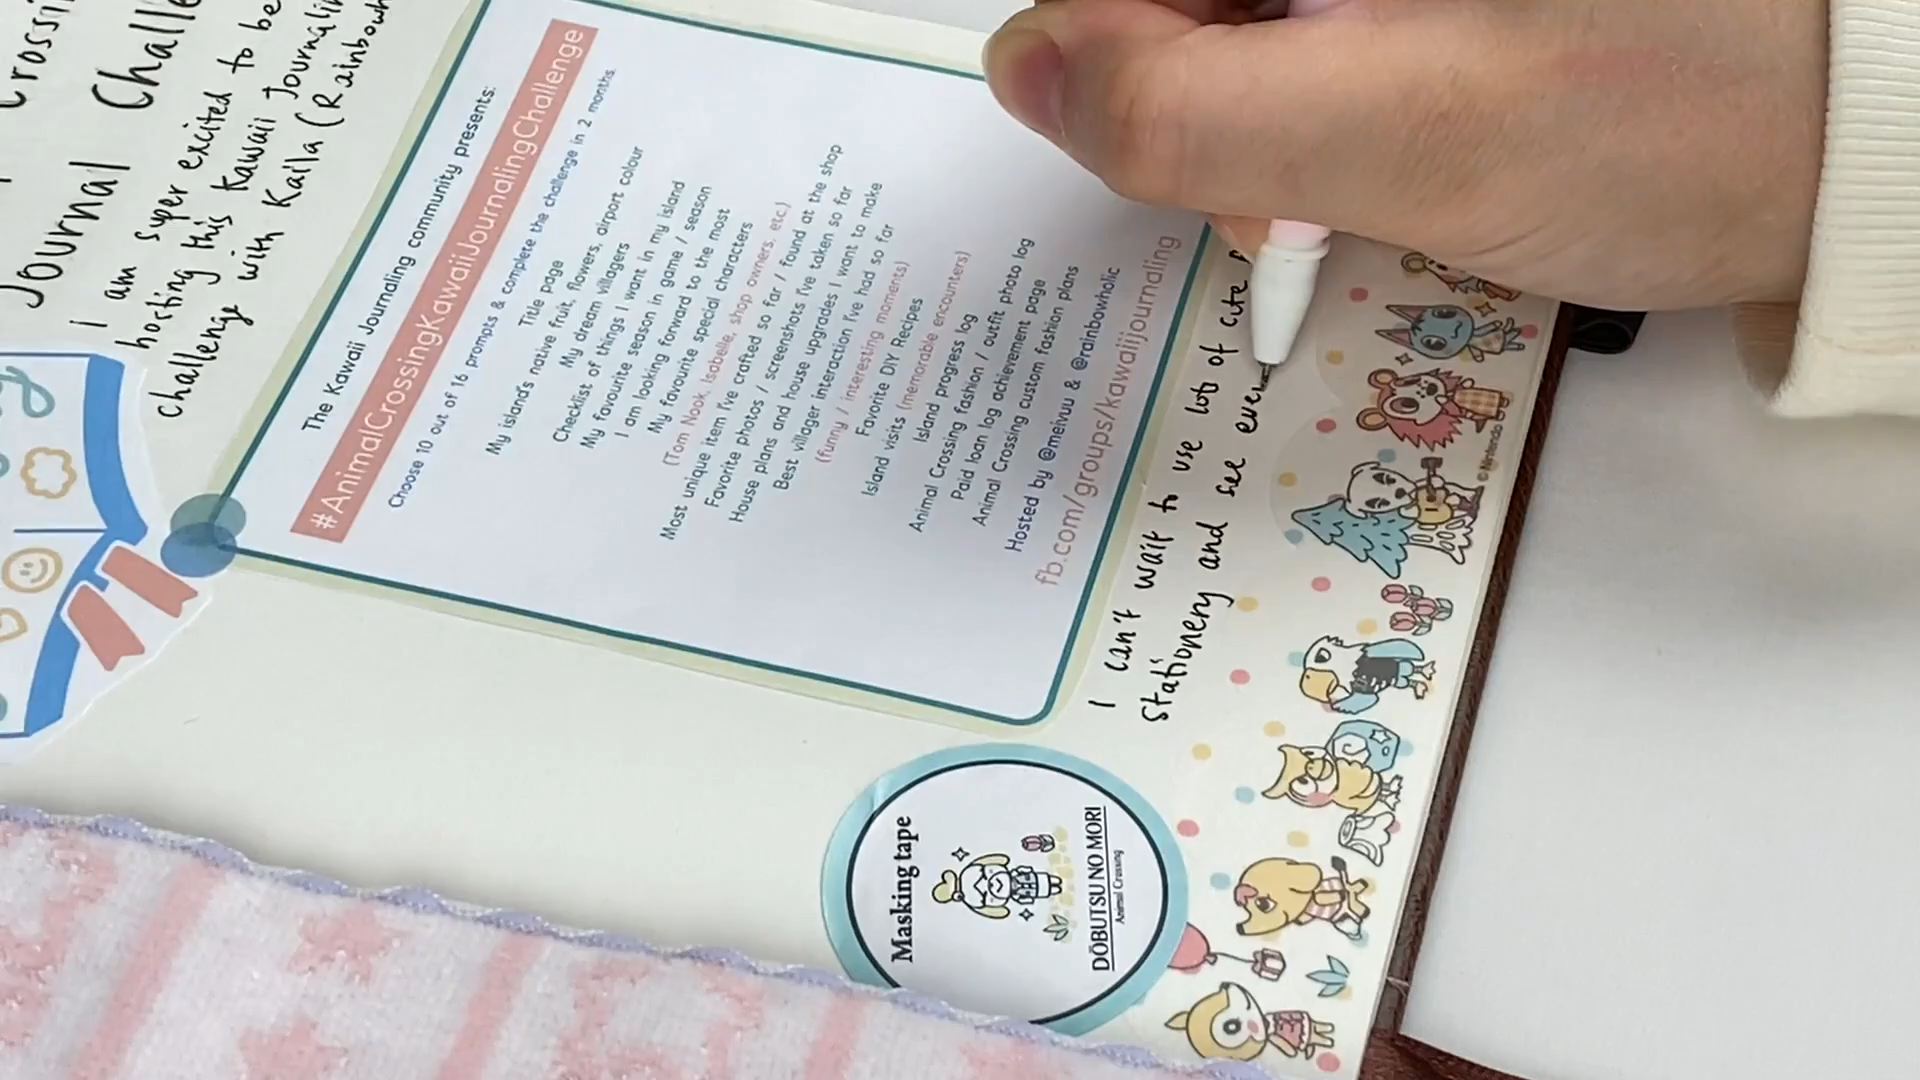 Crossi
Journal Challe
I am super excited to be
hosting this Kawaii Journalin
challenge with Kaila (Rainbowh
The Kawaii Journaling community presents:
#AnimalCrossingKawaiiJournalingChallenge
Choose 10 out of 16 prompts & complete the challenge in 2 months.
Title page
My island's native fruit, flowers, airport colour
My dream villagers
Checklist of things I want in my island
My favourite season in game / season
I am looking forward to the most
My favourite special characters
(Tom Nook, Isabelle, shop owners, etc.)
Most unique item I've crafted so far / found at the shop
Favorite photos / screenshots I've taken so far
House plans and house upgrades I want to make
Best villager interaction I've had so far
(funny / interesting moments)
Favorite DIY Recipes
Island visits (memorable encounters)
Island progress log
Animal Crossing fashion / outfit photo log
Paid loan log achievement page
Animal Crossing custom fashion plans
Hosted by @meivuu & @rainbowholic
fb.com/groups/kawaiijournaling
I can't wait to use lots of cute
stationery and see ever
Masking tape
DŌBUTSU NO MORI
Animal Crossing
© Nintendo